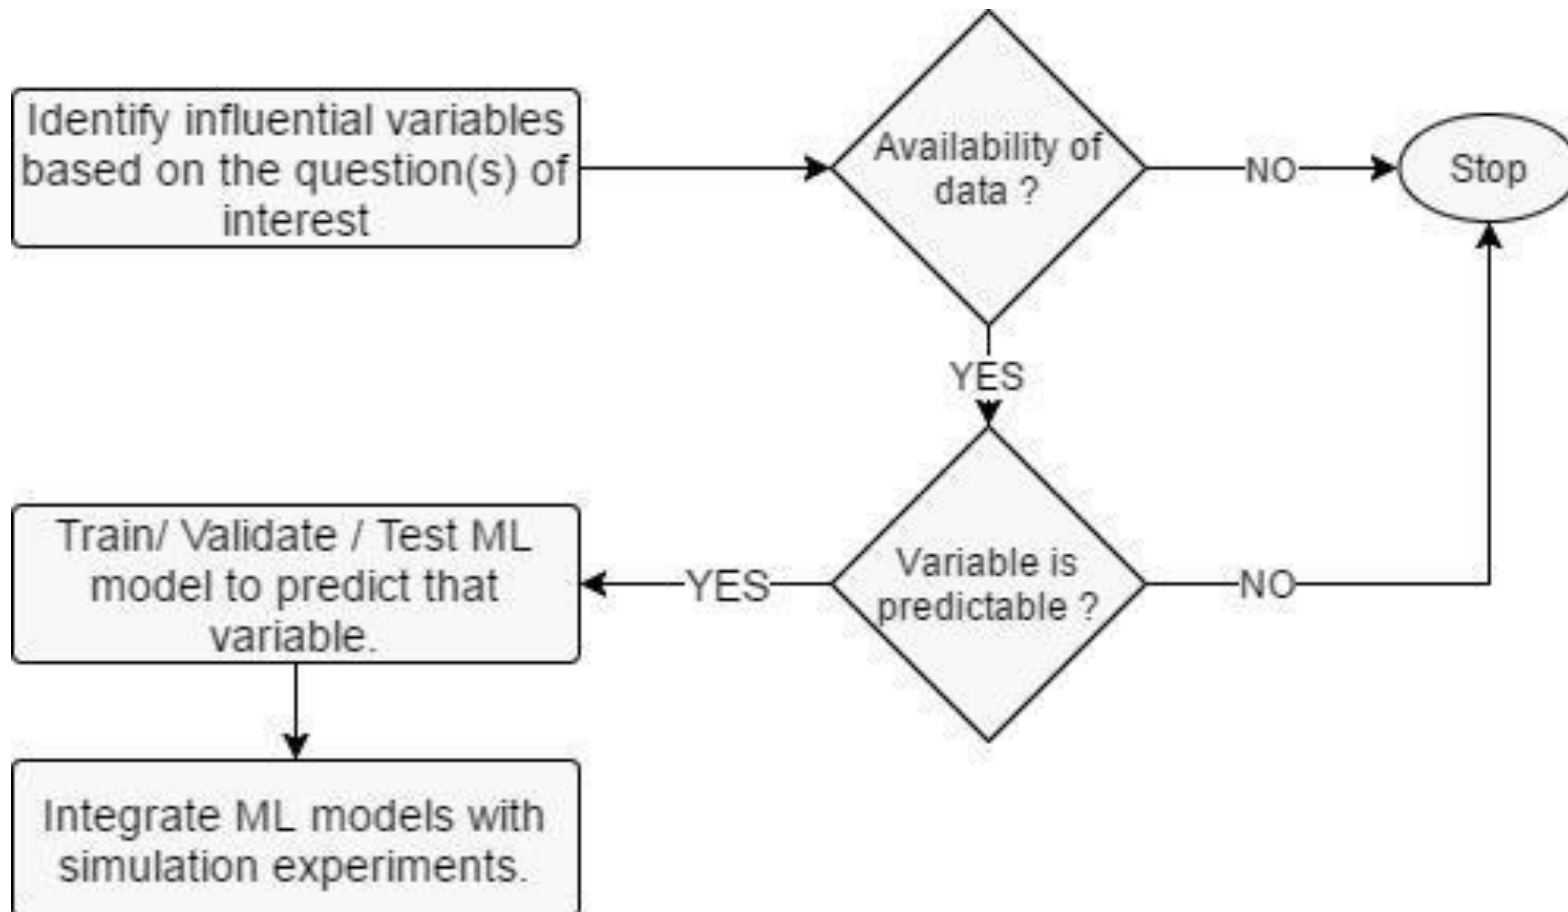 Identify influential variables
based on the question(s) of
interest
Availability of
data ?
NO
Stop
YES
Variable is
predictable ?
NO
YES
Train/ Validate / Test ML
model to predict that
variable.
Integrate ML models with
simulation experiments.